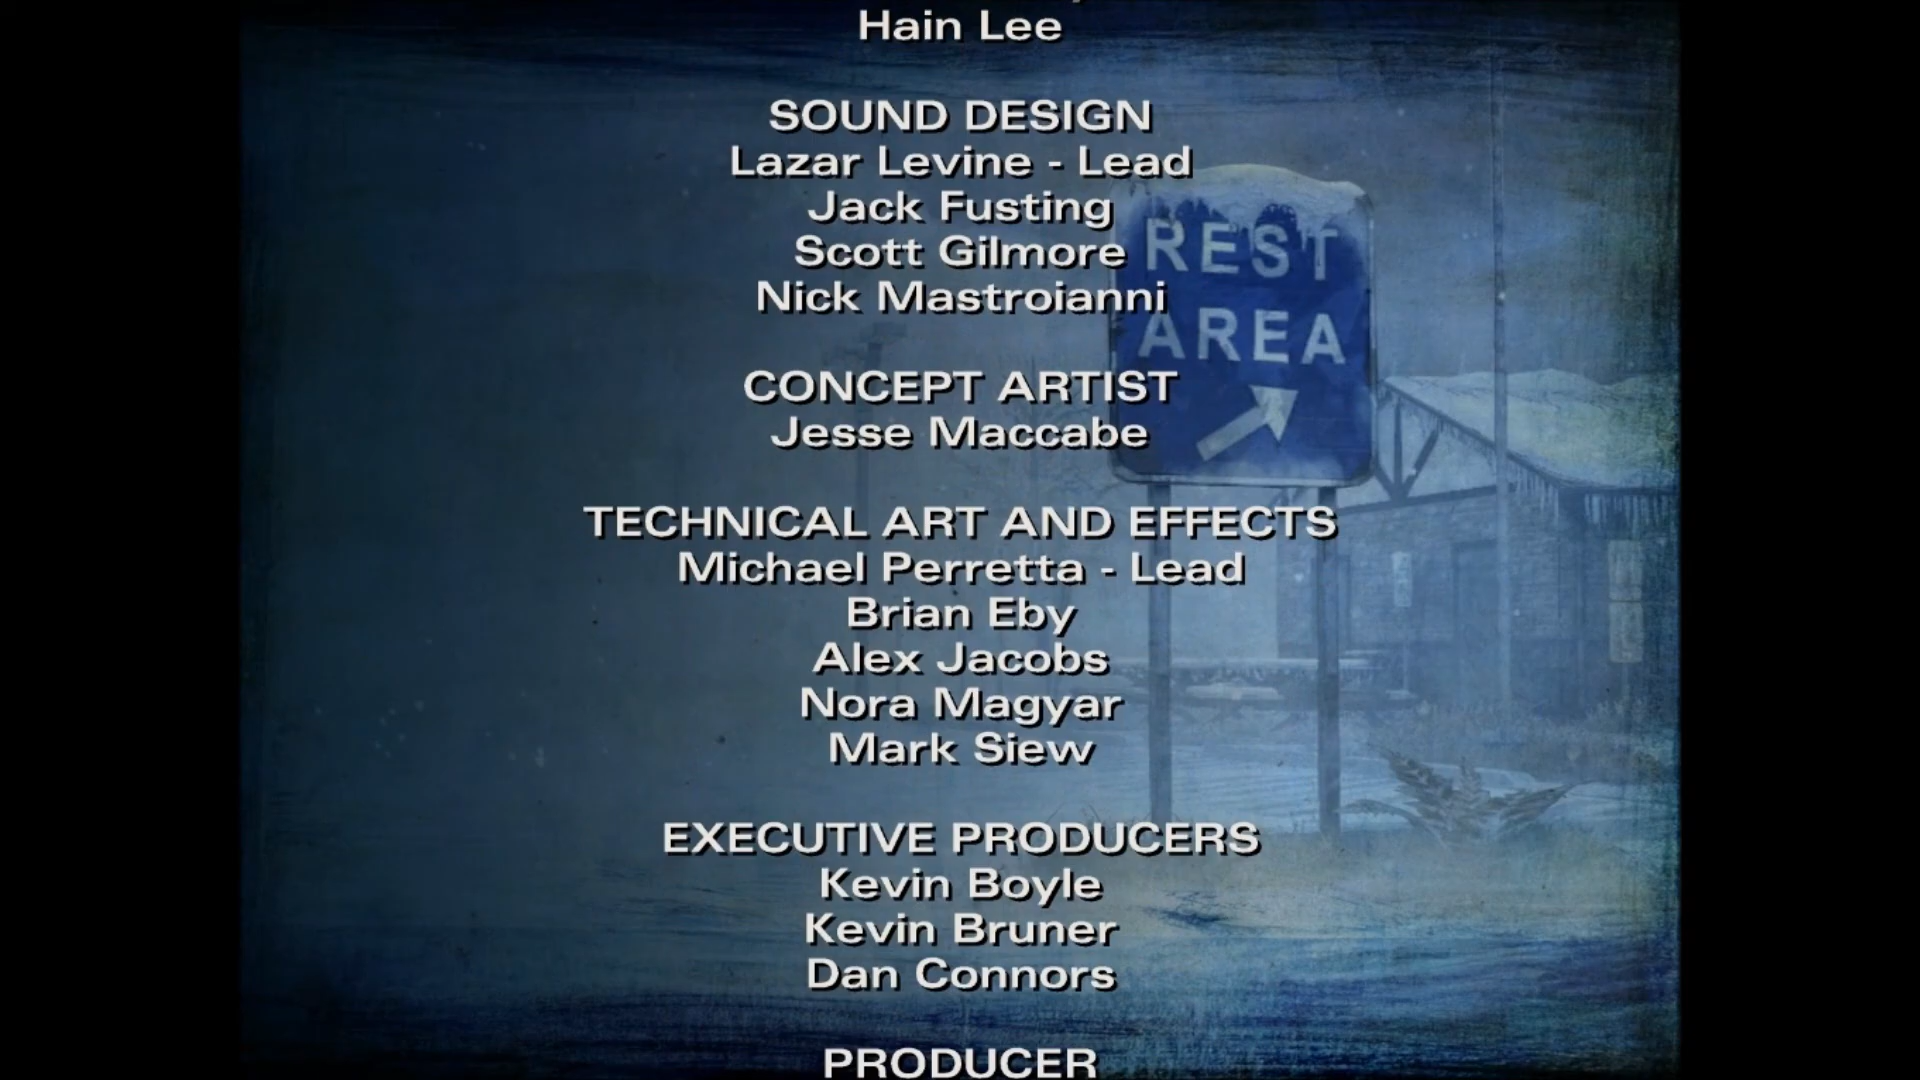 Hain Lee
SOUND DESIGN
Lazar Levine - Lead
Jack Fusting
Scott Gilmore
Nick Mastroianni
CONCEPT ARTIST
Jesse Maccabe
TECHNICAL ART AND EFFECTS
Michael Perretta - Lead
Brian Eby
Alex Jacobs
Nora Magyar
Mark Siew
EXECUTIVE PRODUCERS
Kevin Boyle
Kevin Bruner
Dan Connors
PRODUCER
REST
AREA